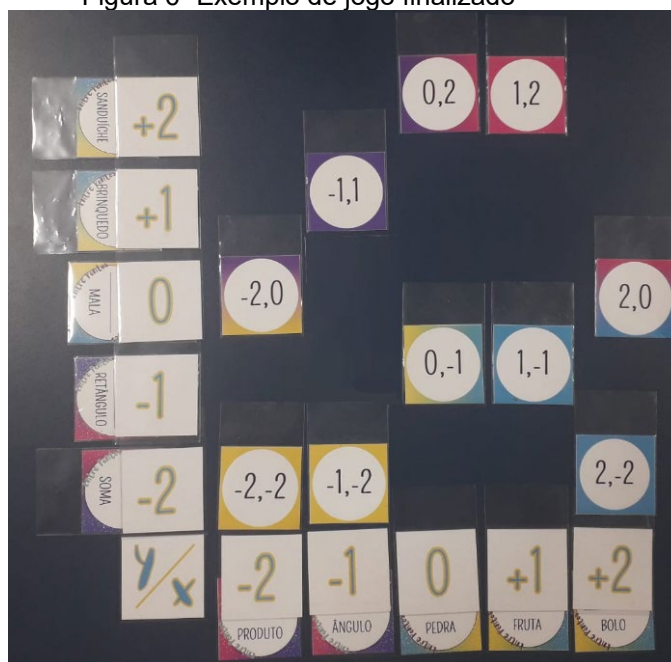 Figura 6- Exemplo de jogo finalizado
0,2 1,2
SANDUÍCHE +2
-1,1
BRINQUEDO +1
-2,0 2,0
MALA 0
0,-1 1,-1
RETÂNGULO -1
-2,-2 -1,-2 2,-2
SOMA -2
y/x -2 -1 0 +1 +2
PRODUTO ÂNGULO PEDRA FRUTA BOLO